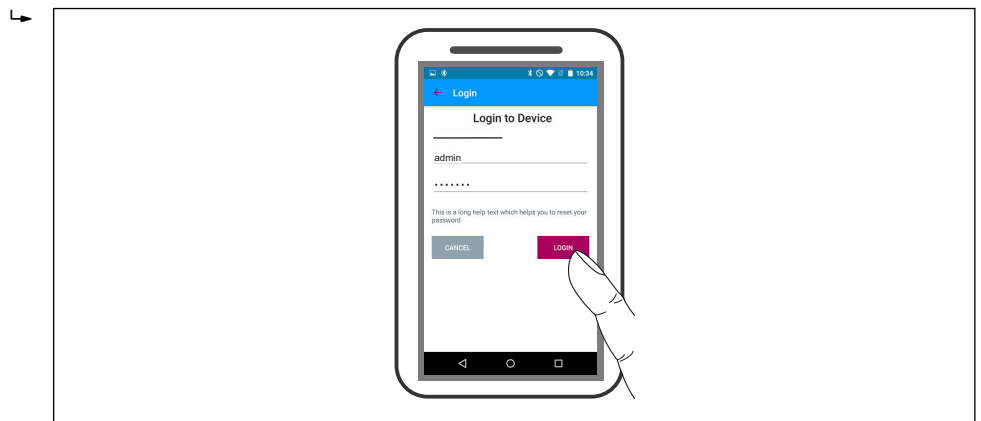 10:34
Login
Login to Device
admin
.......
This is a long help text which helps you to reset your
password
CANCEL LOGIN